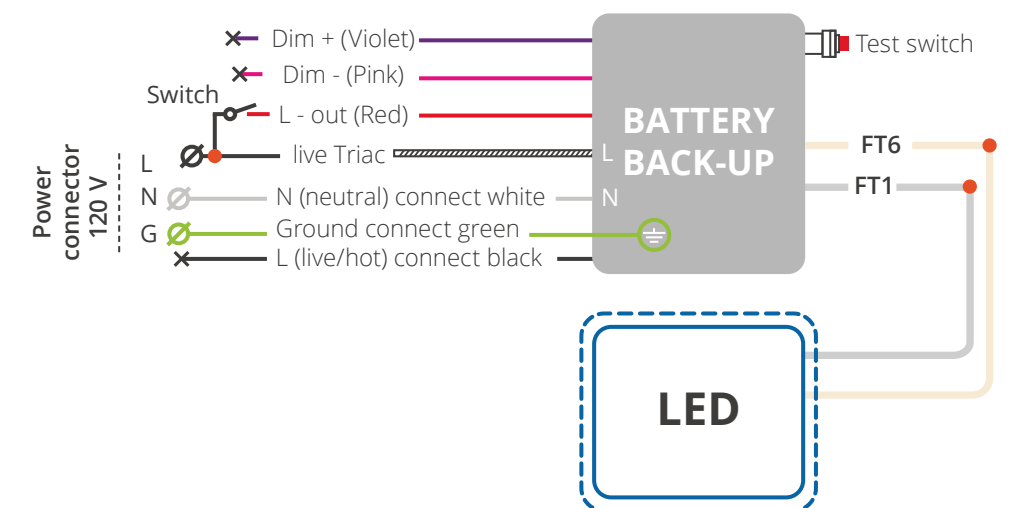 Dim + (Violet)
Test switch
Dim - (Pink)
Switch
L - out (Red)
BATTERY
BACK-UP
FT6
L
live Triac
L
FT1
N
N (neutral) connect white
N
G
Ground connect green
L (live/hot) connect black
Power
connector
120 V
LED